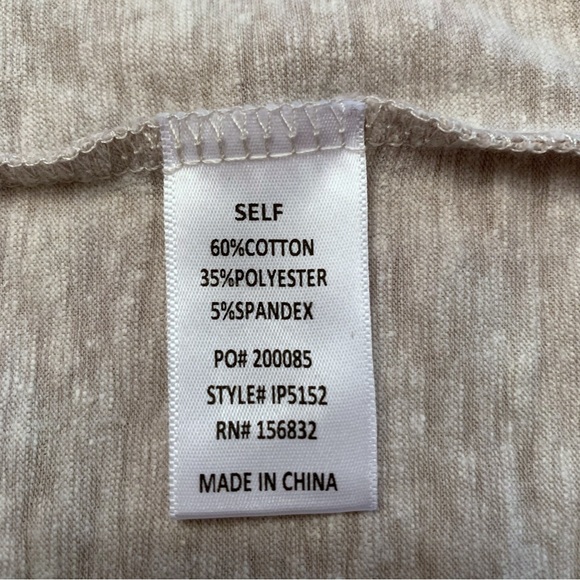 SELF
60%COTTON
35%POLYESTER
5%SPANDEX
PO# 200085
STYLE# IP5152
RN# 156832
MADE IN CHINA